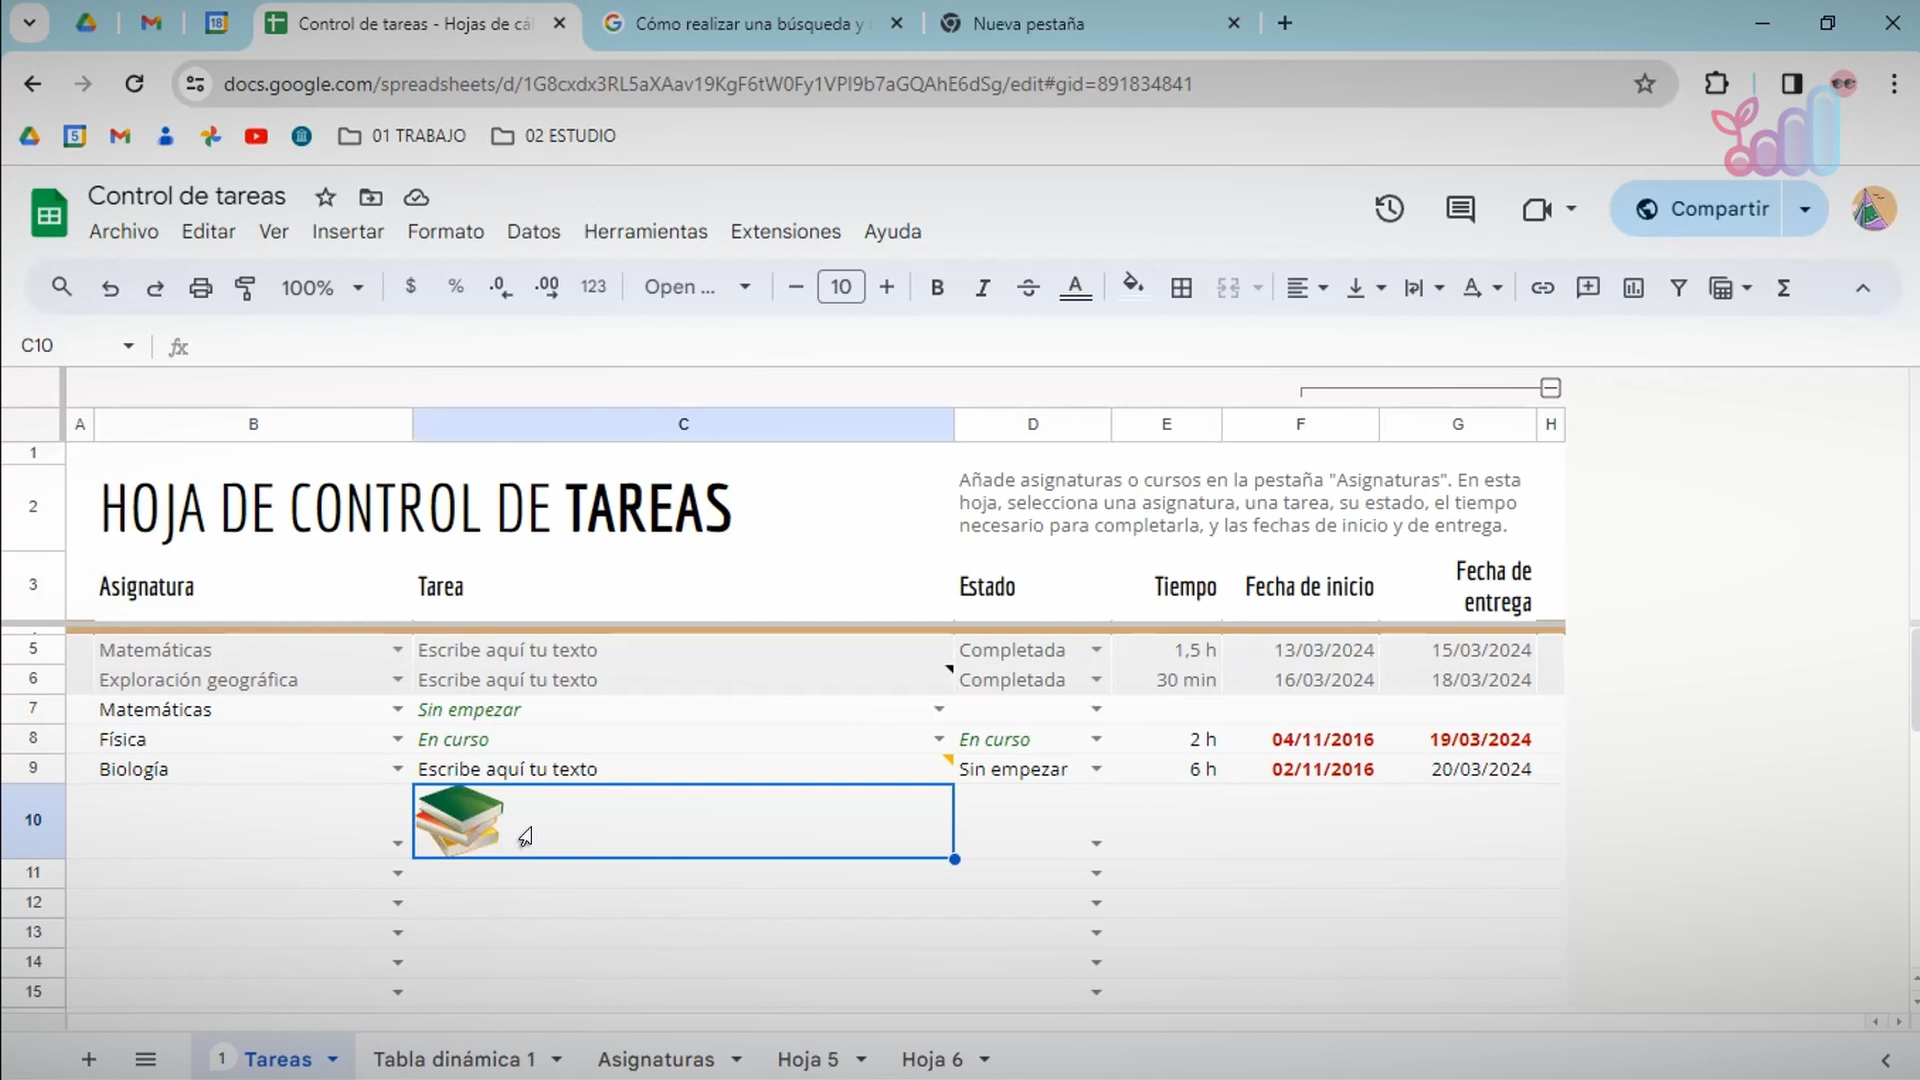 18
Control de tareas - Hojas de cál
Cómo realizar una búsqueda y
Nueva pestaña
docs.google.com/spreadsheets/d/1G8cxdx3RL5aXAav19KgF6tW0Fy1VPI9b7aGQAhE6dSg/edit#gid=891834841
5
01 TRABAJO
02 ESTUDIO
Control de tareas
Archivo Editar Ver Insertar Formato Datos Herramientas Extensiones Ayuda
Compartir
100% $ % .0 .00 123 Open ... 10 B I A Σ
C10 fx
A B C D E F G H
1
2 HOJA DE CONTROL DE TAREAS
Añade asignaturas o cursos en la pestaña "Asignaturas". En esta
hoja, selecciona una asignatura, una tarea, su estado, el tiempo
necesario para completarla, y las fechas de inicio y de entrega.
3 Asignatura Tarea Estado Tiempo Fecha de inicio Fecha de
entrega
5 Matemáticas Escribe aquí tu texto Completada 1,5 h 13/03/2024 15/03/2024
6 Exploración geográfica Escribe aquí tu texto Completada 30 min 16/03/2024 18/03/2024
7 Matemáticas Sin empezar
8 Física En curso En curso 2 h 04/11/2016 19/03/2024
9 Biología Escribe aquí tu texto Sin empezar 6 h 02/11/2016 20/03/2024
10
11
12
13
14
15
1 Tareas Tabla dinámica 1 Asignaturas Hoja 5 Hoja 6